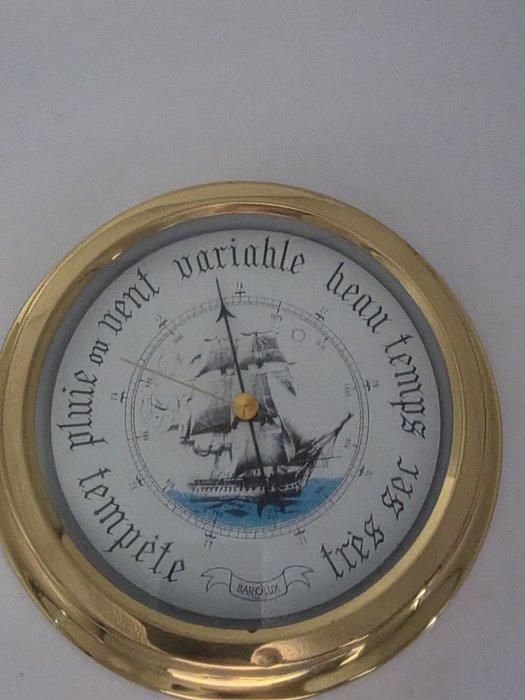 tempête
pluie ou vent
variable
beau temps
très sec
BAROLUX